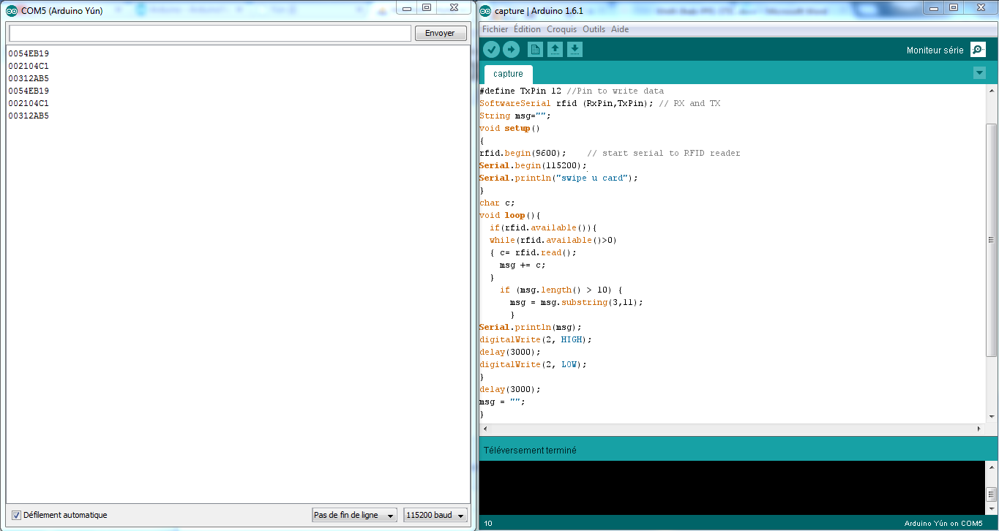 COM5 (Arduino Yún)
Envoyer
0054EB19
002104C1
00312AB5
0054EB19
002104C1
00312AB5
Défilement automatique
Pas de fin de ligne
115200 baud
capture | Arduino 1.6.1
Fichier Édition Croquis Outils Aide
Moniteur série
capture
#define TxPin 12 //Pin to write data
SoftwareSerial rfid (RxPin,TxPin); // RX and TX
String msg="";
void setup()
{
rfid.begin(9600);    // start serial to RFID reader
Serial.begin(115200);
Serial.println("swipe u card");
}
char c;
void loop(){
  if(rfid.available()){
  while(rfid.available()>0)
  { c= rfid.read();
    msg += c;
  }
    if (msg.length() > 10) {
      msg = msg.substring(3,11);
      }
Serial.println(msg);
digitalWrite(2, HIGH);
delay(3000);
digitalWrite(2, LOW);
}
delay(3000);
msg = "";
}
Téléversement terminé
10
Arduino Yún on COM5